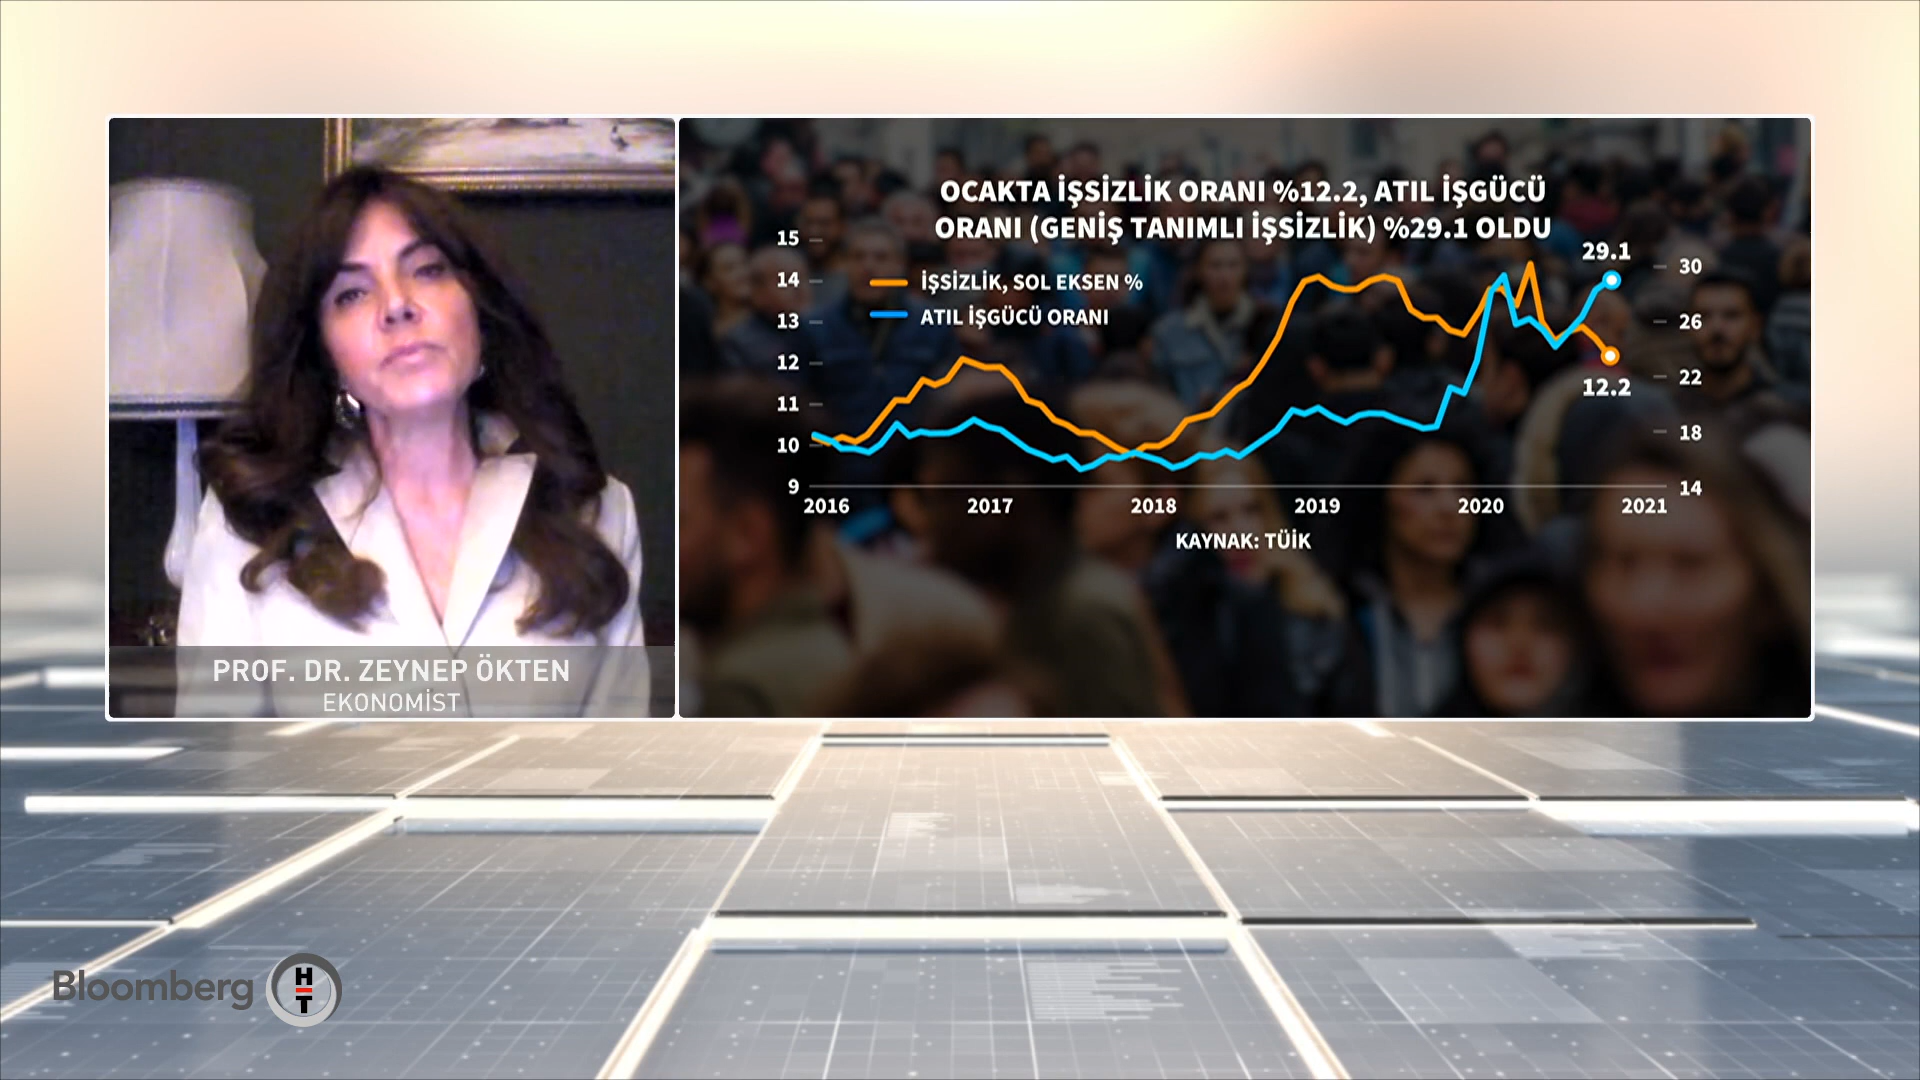 OCAKTA İŞSİZLİK ORANI %12.2, ATIL İŞGÜCÜ
ORANI (GENİŞ TANIMLI İŞSİZLİK) %29.1 OLDU
İŞSİZLİK, SOL EKSEN %
ATIL İŞGÜCÜ ORANI
15
14
13
12
11
10
9
29.1
12.2
30
26
22
18
14
2016 2017 2018 2019 2020 2021
KAYNAK: TÜİK
PROF. DR. ZEYNEP ÖKTEN
EKONOMİST
Bloomberg HT